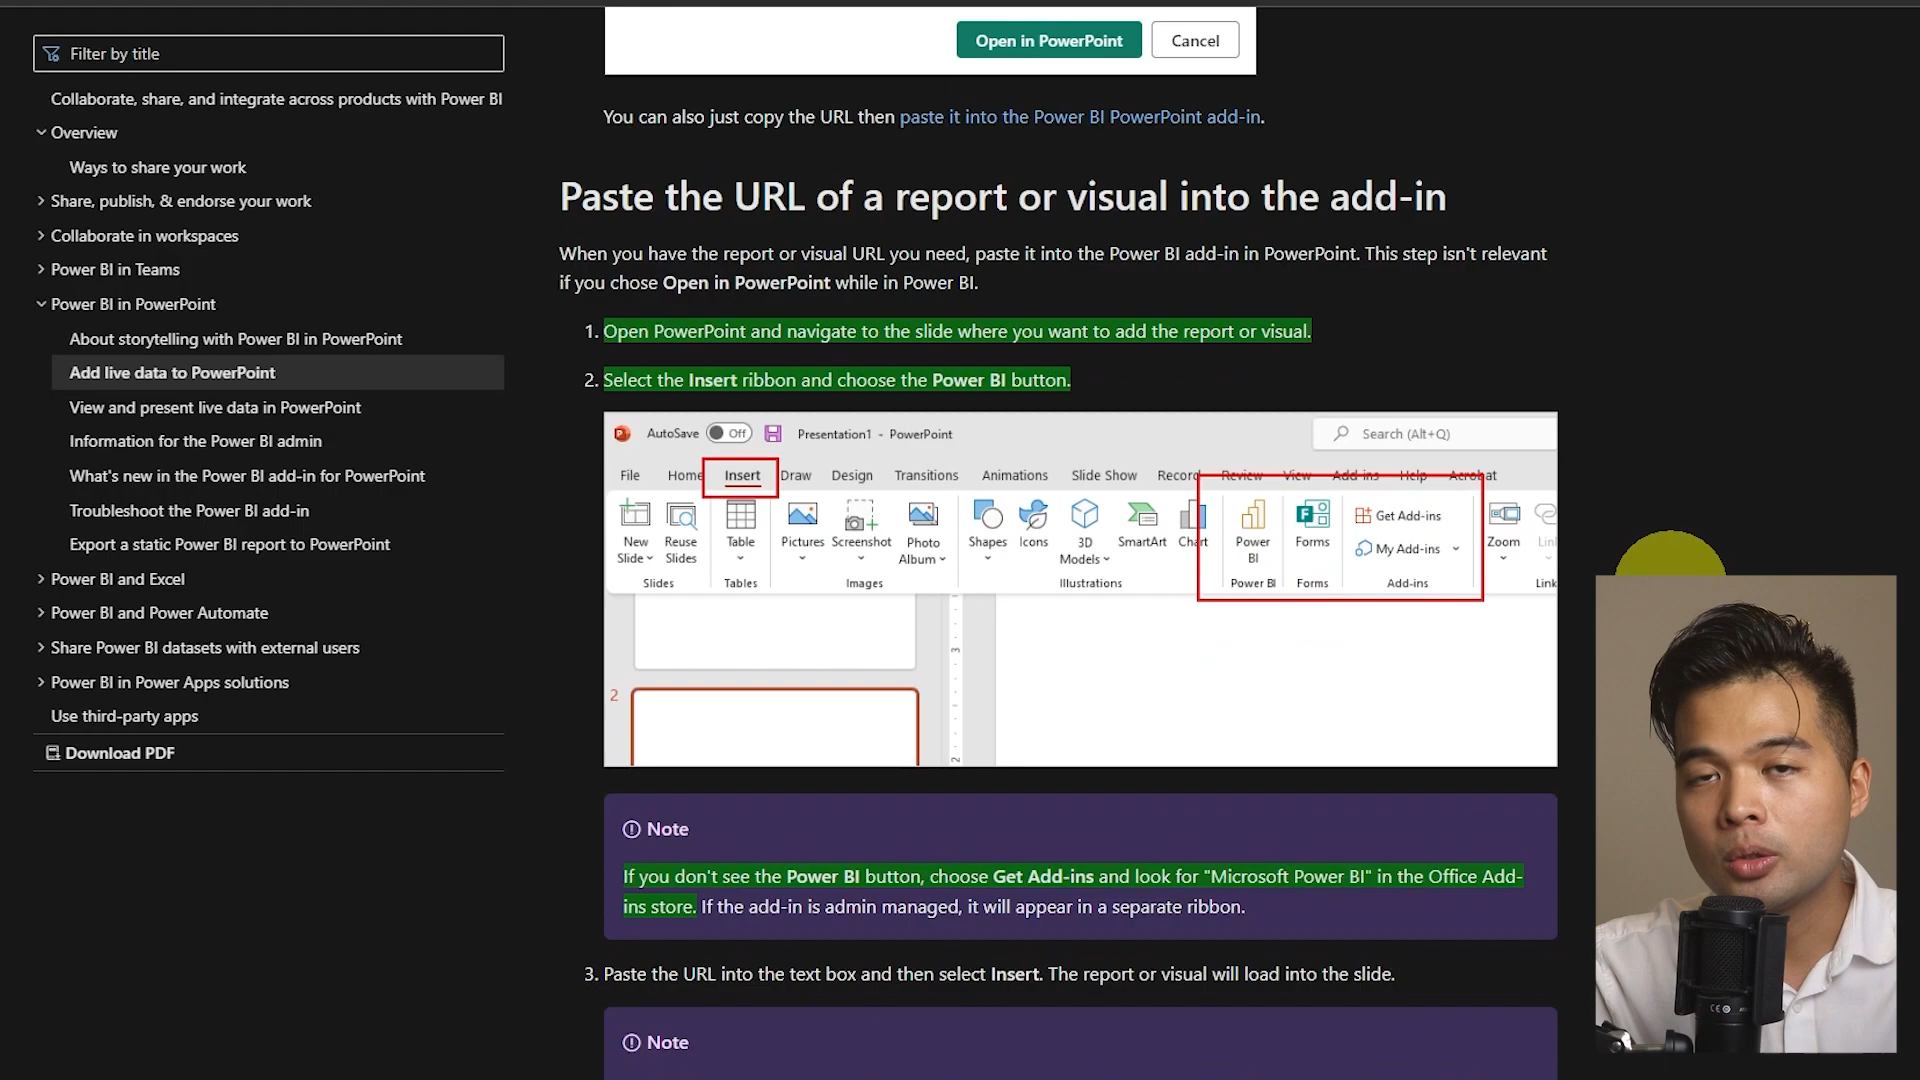 Filter by title
Collaborate, share, and integrate across products with Power BI
Overview
Ways to share your work
Share, publish, & endorse your work
Collaborate in workspaces
Power BI in Teams
Power BI in PowerPoint
About storytelling with Power BI in PowerPoint
Add live data to PowerPoint
View and present live data in PowerPoint
Information for the Power BI admin
What's new in the Power BI add-in for PowerPoint
Troubleshoot the Power BI add-in
Export a static Power BI report to PowerPoint
Power BI and Excel
Power BI and Power Automate
Share Power BI datasets with external users
Power BI in Power Apps solutions
Use third-party apps
Download PDF
Open in PowerPoint Cancel
You can also just copy the URL then paste it into the Power BI PowerPoint add-in.
Paste the URL of a report or visual into the add-in
When you have the report or visual URL you need, paste it into the Power BI add-in in PowerPoint. This step isn't relevant
if you chose Open in PowerPoint while in Power BI.
1. Open PowerPoint and navigate to the slide where you want to add the report or visual.
2. Select the Insert ribbon and choose the Power BI button.
AutoSave Off Presentation1 - PowerPoint Search (Alt+Q)
File Home Insert Draw Design Transitions Animations Slide Show Record Review View Add-ins Help Acrobat
New Slide Reuse Slides Table Pictures Screenshot Photo Album Shapes Icons 3D Models SmartArt Chart Power BI Forms Get Add-ins My Add-ins Zoom
Slides Tables Images Illustrations Power BI Forms Add-ins Link
3
2
2
Note
If you don't see the Power BI button, choose Get Add-ins and look for "Microsoft Power BI" in the Office Add-
ins store. If the add-in is admin managed, it will appear in a separate ribbon.
3. Paste the URL into the text box and then select Insert. The report or visual will load into the slide.
Note